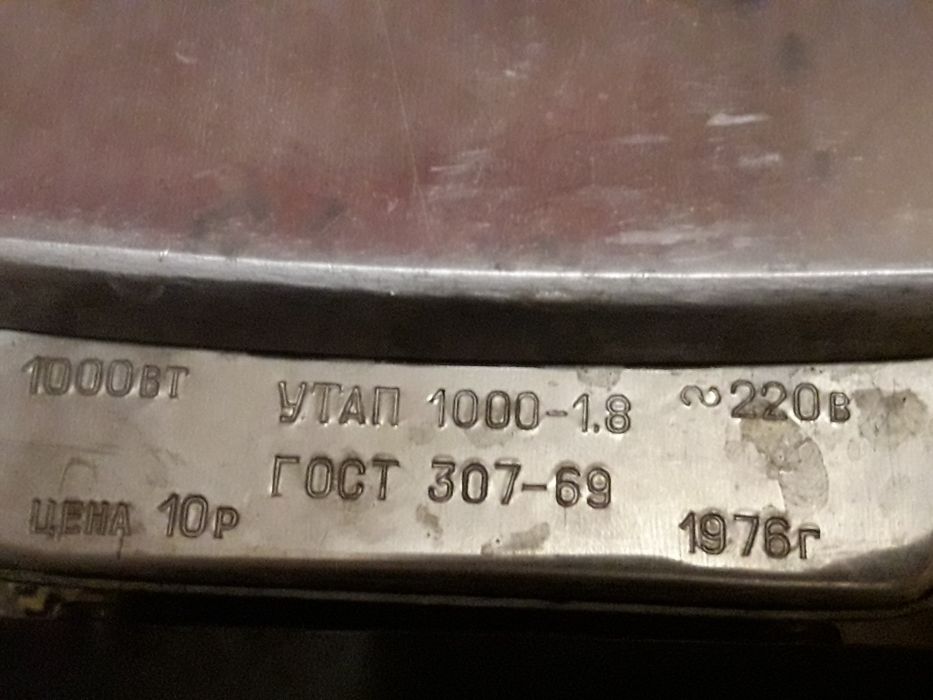 1000ВТ УТАП 1000-1.8 ~220В
ГОСТ 307-69
ЦЕНА 10Р 1976г